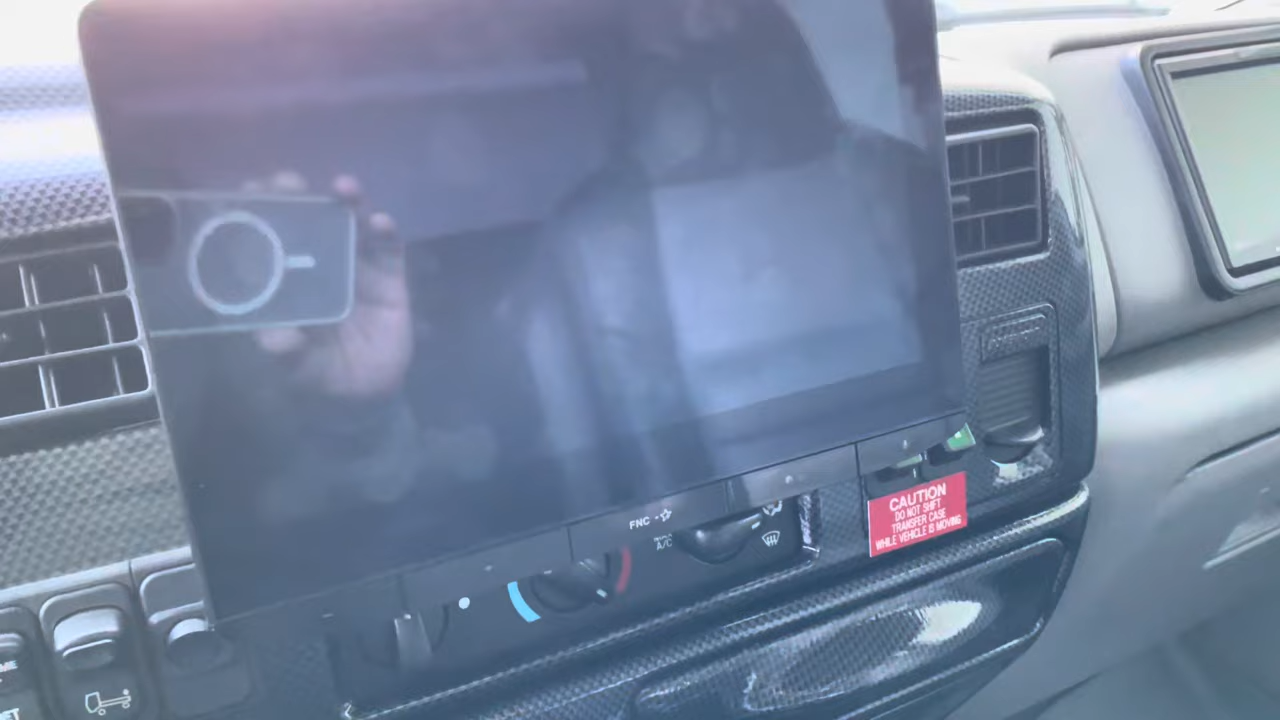 FNC
A/C
CAUTION
DO NOT SHIFT
TRANSFER CASE
WHILE VEHICLE IS MOVING